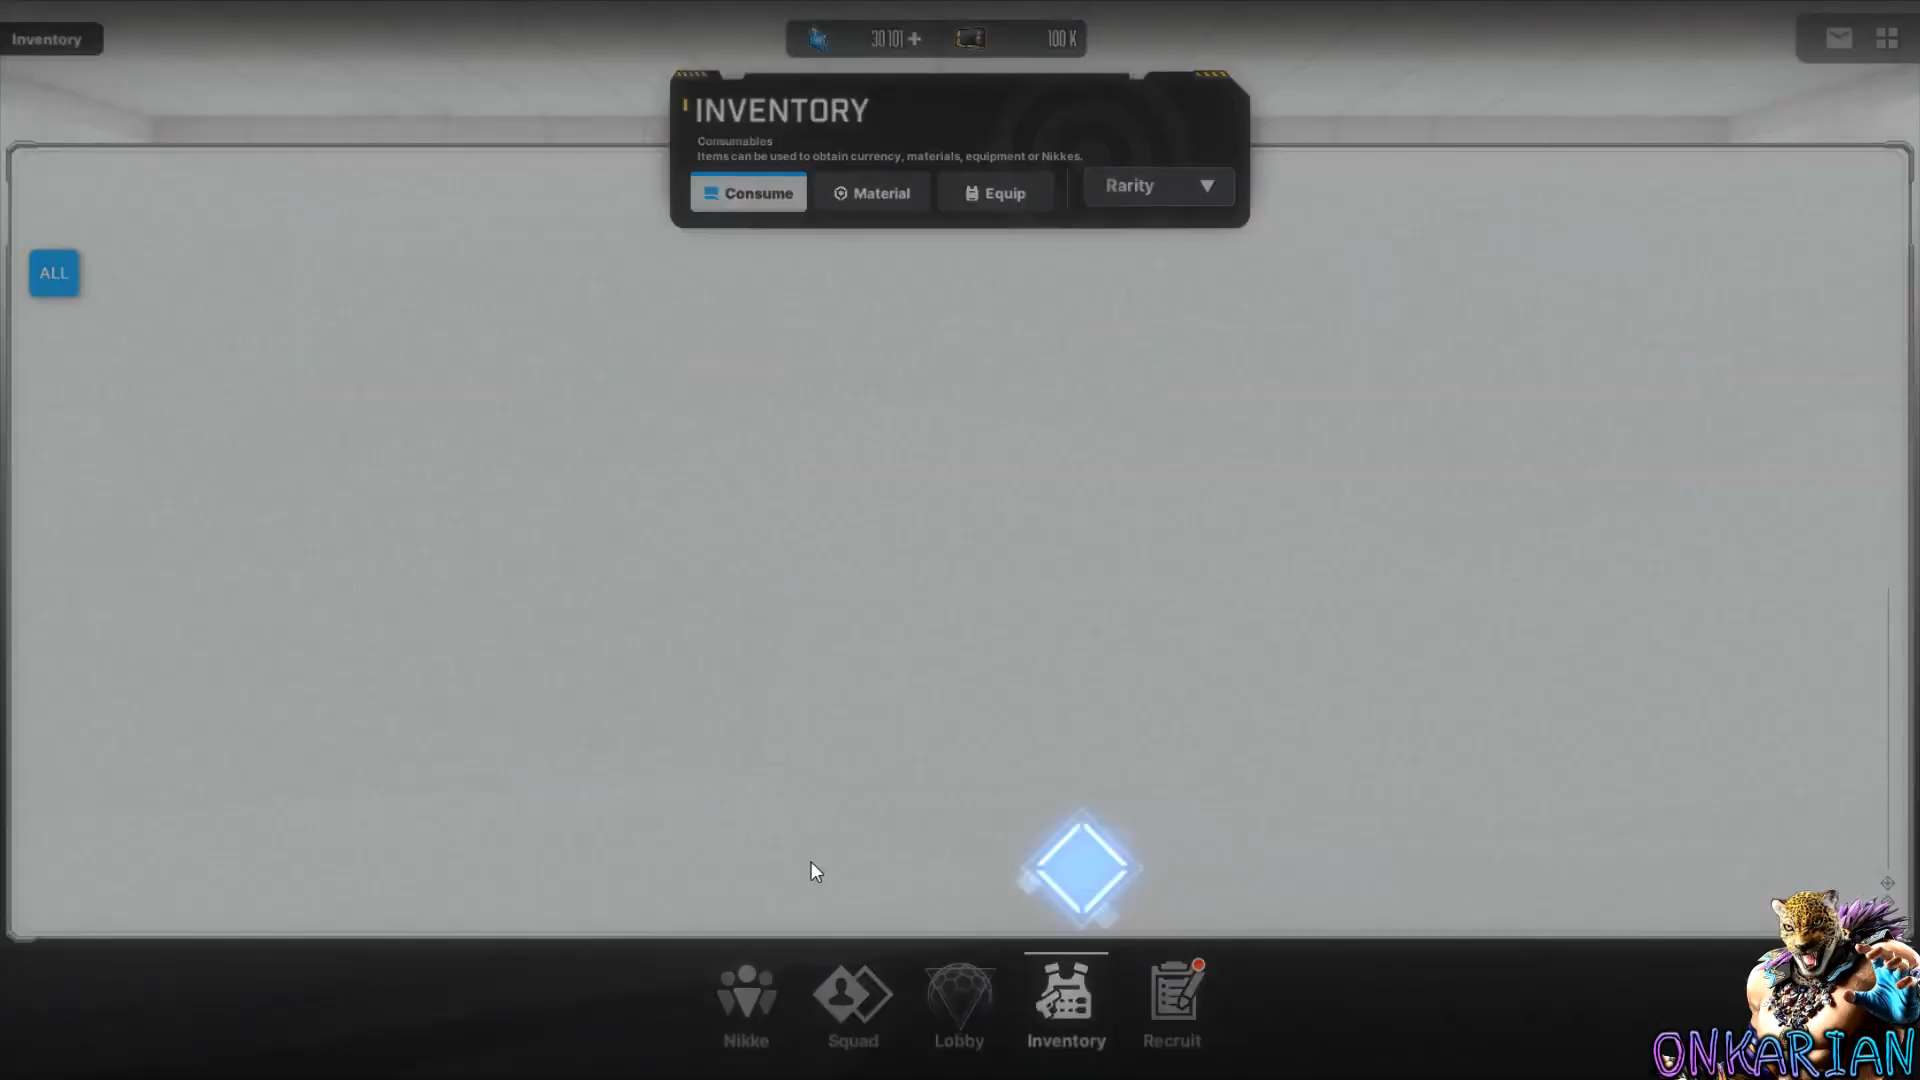 Inventory
30101 +
100 K
INVENTORY
Consumables
Items can be used to obtain currency, materials, equipment or Nikkes.
Consume
Material
Equip
Rarity
ALL
Nikke
Squad
Lobby
Inventory
Recruit
ONKARIAN